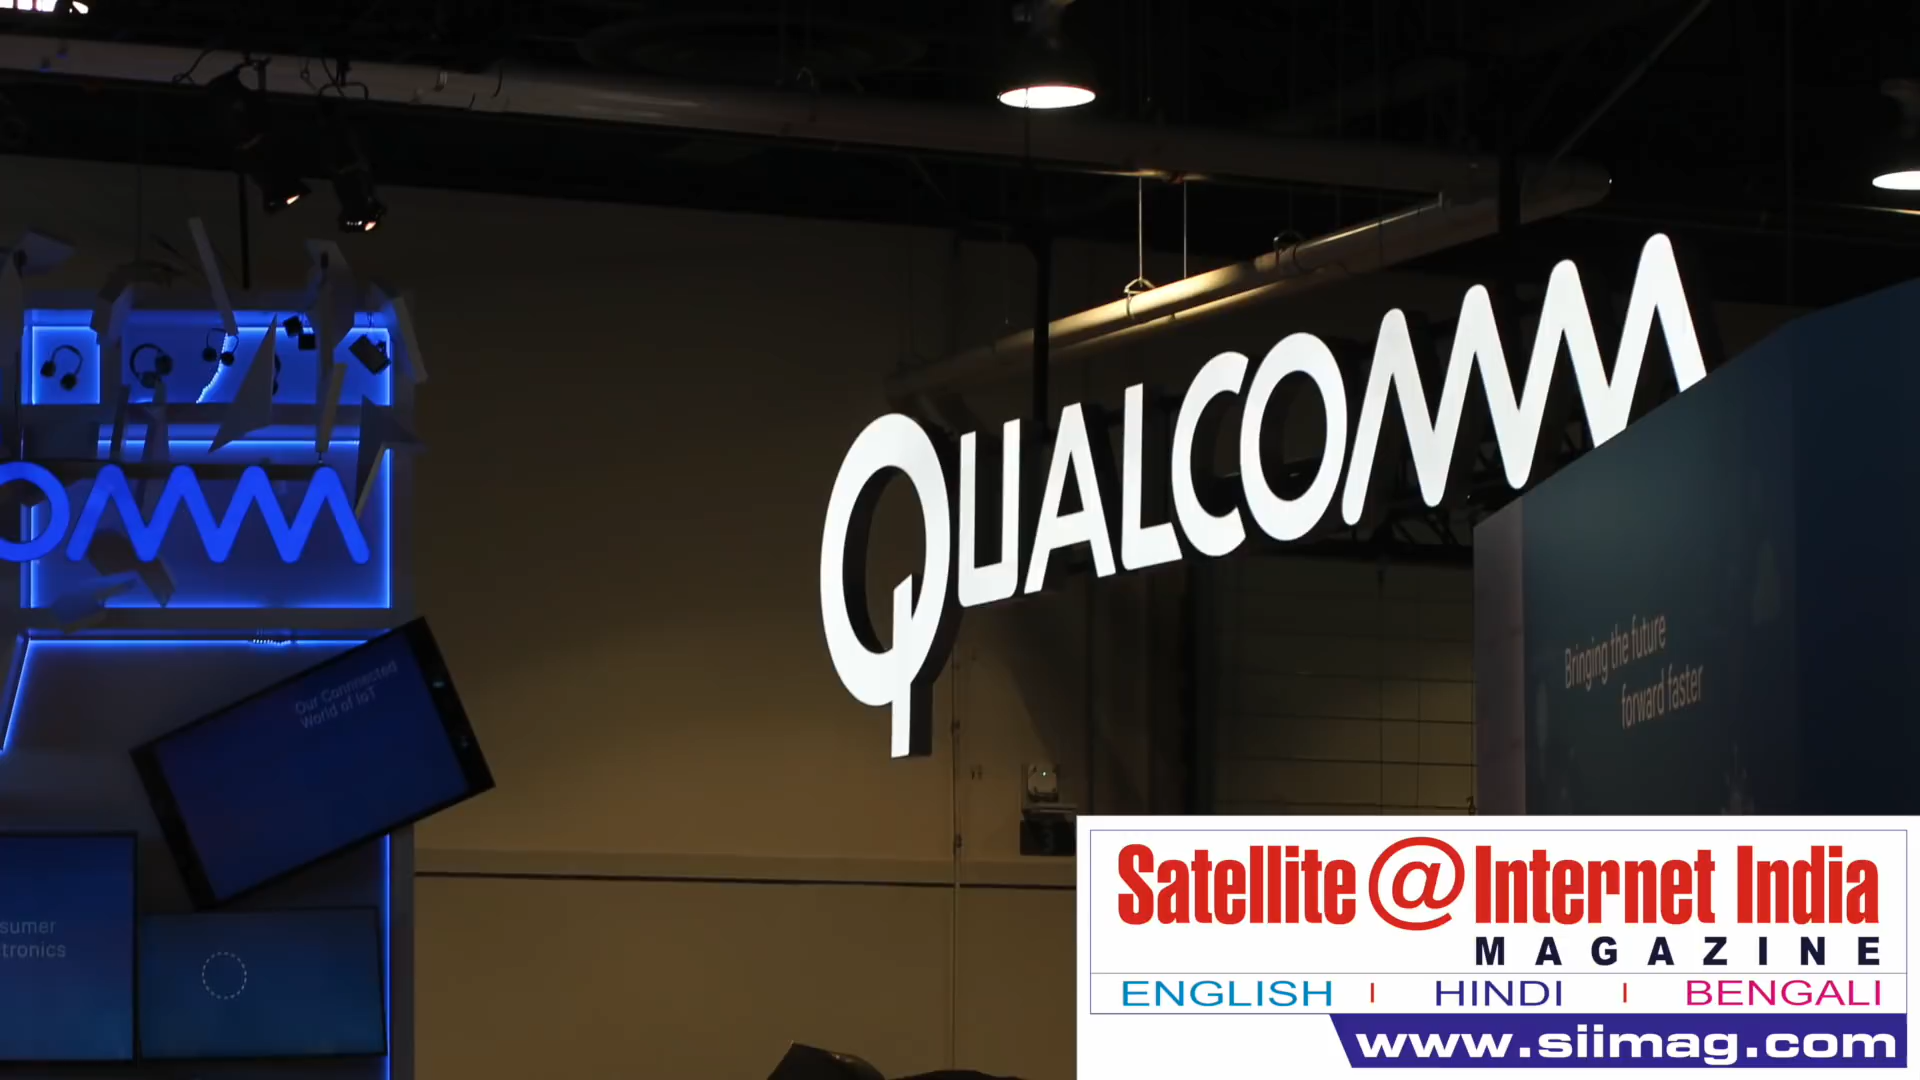 QUALCOMM
OMM
Our Connected
World of IoT
sumer
tronics
Bringing the future
forward faster
Satellite @ Internet India
MAGAZINE
ENGLISH | HINDI | BENGALI
www.siimag.com